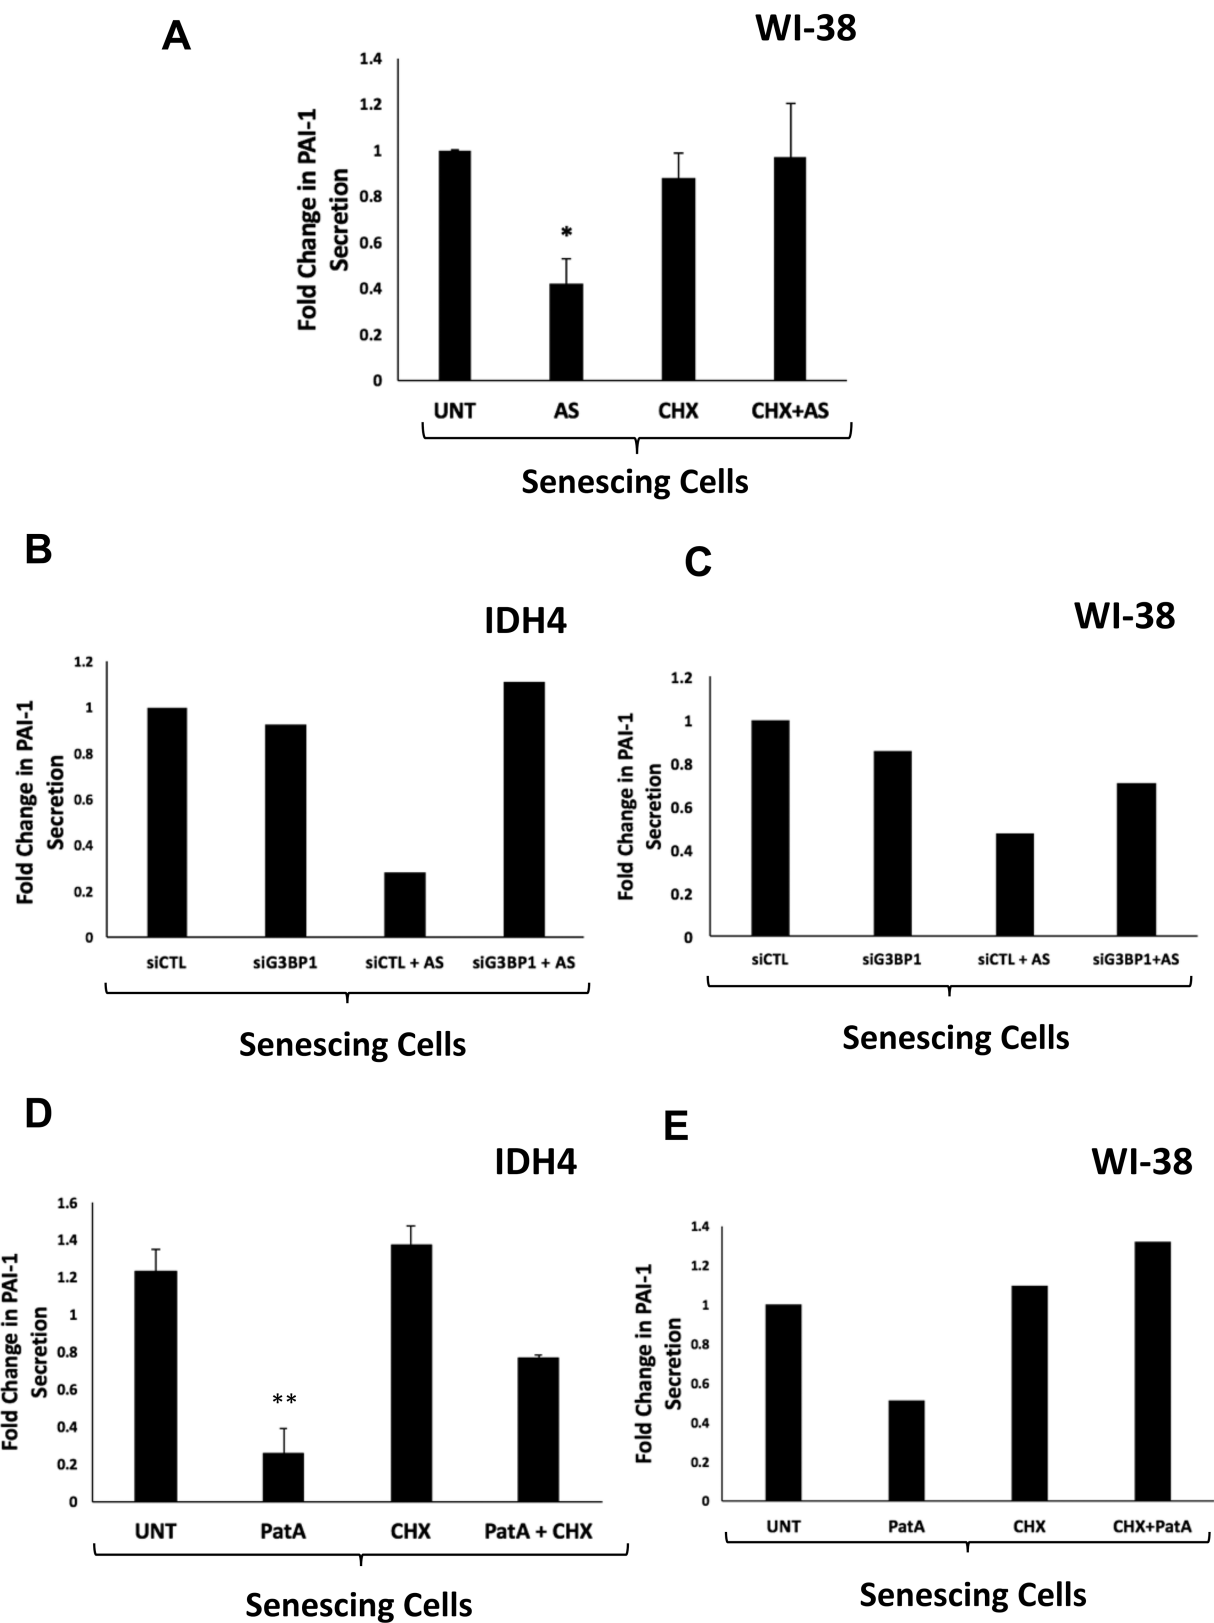 A
WI-38
Fold Change in PAI-1
Secretion
1.4
1.2
1
0.8
0.6
0.4
0.2
0
*
UNT AS CHX CHX+AS
Senescing Cells
B
IDH4
Fold Change in PAI-1
Secretion
1.2
1
0.8
0.6
0.4
0.2
0
siCTL siG3BP1 siCTL + AS siG3BP1 + AS
Senescing Cells
C
WI-38
Fold Change in PAI-1
Secretion
1.2
1
0.8
0.6
0.4
0.2
0
siCTL siG3BP1 siCTL + AS siG3BP1+AS
Senescing Cells
D
IDH4
Fold Change in PAI-1
Secretion
1.6
1.4
1.2
1
0.8
0.6
0.4
0.2
0
**
UNT PatA CHX PatA + CHX
Senescing Cells
E
WI-38
Fold Change in PAI-1
Secretion
1.4
1.2
1
0.8
0.6
0.4
0.2
0
UNT PatA CHX CHX+PatA
Senescing Cells